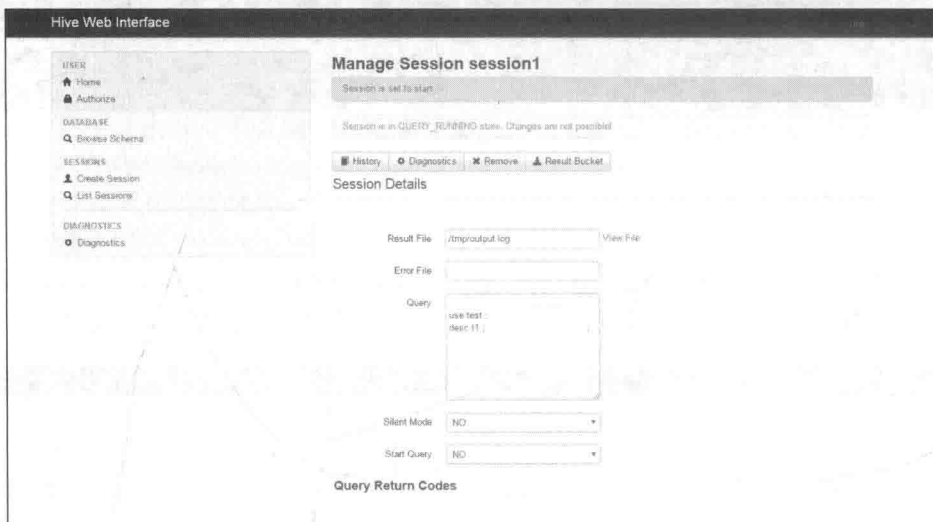 Hive Web Interface
USER
Home
Authorize
DATABASE
Browse Schema
SESSIONS
Create Session
List Sessions
DIAGNOSTICS
Diagnostics
Manage Session session1
Session is set to start
Session is in QUERY_RUNNING state. Changes are not possible!
History Diagnostics Remove Result Bucket
Session Details
Result File /tmproutput.log View File
Error File
Query
use test ;
desc t1 ;
Silent Mode NO
Start Query NO
Query Return Codes